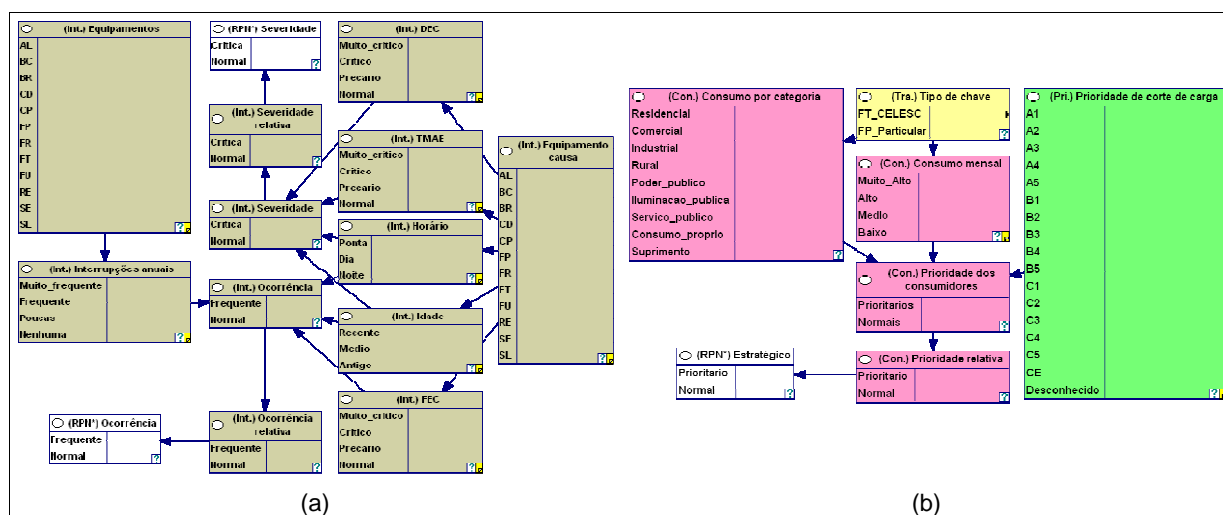 (Int.) Equipamentos
AL
BC
BR
CD
CP
FP
FR
FT
FU
RE
SE
SL
(RPN*) Severidade
Critica
Normal
(Int.) DEC
Muito_critico
Critico
Precario
Normal
(Int.) Severidade
relativa
Critica
Normal
(Int.) TMAE
Muito_critico
Critico
Precario
Normal
(Int.) Equipamento
causa
AL
BC
BR
CD
CP
FP
FR
FT
FU
RE
SE
SL
(Int.) Severidade
Critica
Normal
(Int.) Horário
Ponta
Dia
Noite
(Int.) Interrupções anuais
Muito_frequente
Frequente
Poucas
Nenhuma
(Int.) Ocorrência
Frequente
Normal
(Int.) Idade
Recente
Medio
Antigo
(RPN*) Ocorrência
Frequente
Normal
(Int.) Ocorrência
relativa
Frequente
Normal
(Int.) FEC
Muito_critico
Critico
Precario
Normal
(a)
(Con.) Consumo por categoria
Residencial
Comercial
Industrial
Rural
Poder_publico
Iluminacao_publica
Servico_publico
Consumo_proprio
Suprimento
(Tra.) Tipo de chave
FT_CELESC
FP_Particular
(Con.) Consumo mensal
Muito_Alto
Alto
Medio
Baixo
(Pri.) Prioridade de corte de carga
A1
A2
A3
A4
A5
B1
B2
B3
B4
B5
C1
C2
C3
C4
C5
CE
Desconhecido
(Con.) Prioridade dos
consumidores
Prioritarios
Normais
(RPN*) Estratégico
Prioritario
Normal
(Con.) Prioridade relativa
Prioritario
Normal
(b)